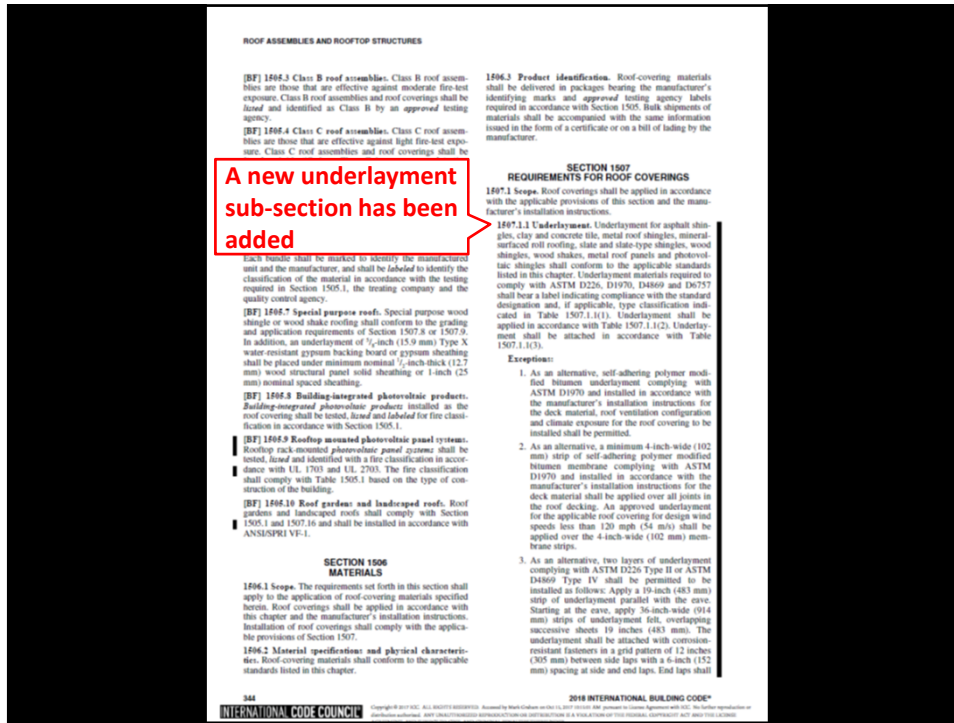 ROOF ASSEMBLIES AND ROOFTOP STRUCTURES
[BF] 1505.3 Class B roof assemblies. Class B roof assem-
blies are those that are effective against moderate fire-test
exposure. Class B roof assemblies and roof coverings shall be
listed and identified as Class B by an approved testing
agency.
[BF] 1505.4 Class C roof assemblies. Class C roof assem-
blies are those that are effective against light fire-test expo-
sure. Class C roof assemblies and roof coverings shall be
A new underlayment
sub-section has been
added
Each bundle shall be marked to identify the manufactured
unit and the manufacturer, and shall be labeled to identify the
classification of the material in accordance with the testing
required in Section 1505.1, the treating company and the
quality control agency.
[BF] 1505.7 Special purpose roofs. Special purpose wood
shingle or wood shake roofing shall conform to the grading
and application requirements of Section 1507.8 or 1507.9.
In addition, an underlayment of 5/8-inch (15.9 mm) Type X
water-resistant gypsum backing board or gypsum sheathing
shall be placed under minimum nominal 1/2-inch-thick (12.7
mm) wood structural panel solid sheathing or 1-inch (25
mm) nominal spaced sheathing.
[BF] 1505.8 Building-integrated photovoltaic products.
Building-integrated photovoltaic products installed as the
roof covering shall be tested, listed and labeled for fire classi-
fication in accordance with Section 1505.1.
[BF] 1505.9 Rooftop mounted photovoltaic panel systems.
Rooftop rack-mounted photovoltaic panel systems shall be
tested, listed and identified with a fire classification in accor-
dance with UL 1703 and UL 2703. The fire classification
shall comply with Table 1505.1 based on the type of con-
struction of the building.
[BF] 1505.10 Roof gardens and landscaped roofs. Roof
gardens and landscaped roofs shall comply with Section
1505.1 and 1507.16 and shall be installed in accordance with
ANSI/SPRI VF-1.
SECTION 1506
MATERIALS
1506.1 Scope. The requirements set forth in this section shall
apply to the application of roof-covering materials specified
herein. Roof coverings shall be applied in accordance with
this chapter and the manufacturer's installation instructions.
Installation of roof coverings shall comply with the applica-
ble provisions of Section 1507.
1506.2 Material specifications and physical characteris-
tics. Roof-covering materials shall conform to the applicable
standards listed in this chapter.
1506.3 Product identification. Roof-covering materials
shall be delivered in packages bearing the manufacturer's
identifying marks and approved testing agency labels
required in accordance with Section 1505. Bulk shipments of
materials shall be accompanied with the same information
issued in the form of a certificate or on a bill of lading by the
manufacturer.
SECTION 1507
REQUIREMENTS FOR ROOF COVERINGS
1507.1 Scope. Roof coverings shall be applied in accordance
with the applicable provisions of this section and the manu-
facturer's installation instructions.
1507.1.1 Underlayment. Underlayment for asphalt shin-
gles, clay and concrete tile, metal roof shingles, mineral-
surfaced roll roofing, slate and slate-type shingles, wood
shingles, wood shakes, metal roof panels and photovol-
taic shingles shall conform to the applicable standards
listed in this chapter. Underlayment materials required to
comply with ASTM D226, D1970, D4869 and D6757
shall bear a label indicating compliance with the standard
designation and, if applicable, type classification indi-
cated in Table 1507.1.1(1). Underlayment shall be
applied in accordance with Table 1507.1.1(2). Underlay-
ment shall be attached in accordance with Table
1507.1.1(3).
Exceptions:
1. As an alternative, self-adhering polymer modi-
fied bitumen underlayment complying with
ASTM D1970 and installed in accordance with
the manufacturer's installation instructions for
the deck material, roof ventilation configuration
and climate exposure for the roof covering to be
installed shall be permitted.
2. As an alternative, a minimum 4-inch-wide (102
mm) strip of self-adhering polymer modified
bitumen membrane complying with ASTM
D1970 and installed in accordance with the
manufacturer's installation instructions for the
deck material shall be applied over all joints in
the roof decking. An approved underlayment
for the applicable roof covering for design wind
speeds less than 120 mph (54 m/s) shall be
applied over the 4-inch-wide (102 mm) mem-
brane strips.
3. As an alternative, two layers of underlayment
complying with ASTM D226 Type II or ASTM
D4869 Type IV shall be permitted to be
installed as follows: Apply a 19-inch (483 mm)
strip of underlayment parallel with the eave.
Starting at the eave, apply 36-inch-wide (914
mm) strips of underlayment felt, overlapping
successive sheets 19 inches (483 mm). The
underlayment shall be attached with corrosion-
resistant fasteners in a grid pattern of 12 inches
(305 mm) between side laps with a 6-inch (152
mm) spacing at side and end laps. End laps shall
344
2018 INTERNATIONAL BUILDING CODE®
INTERNATIONAL CODE COUNCIL®